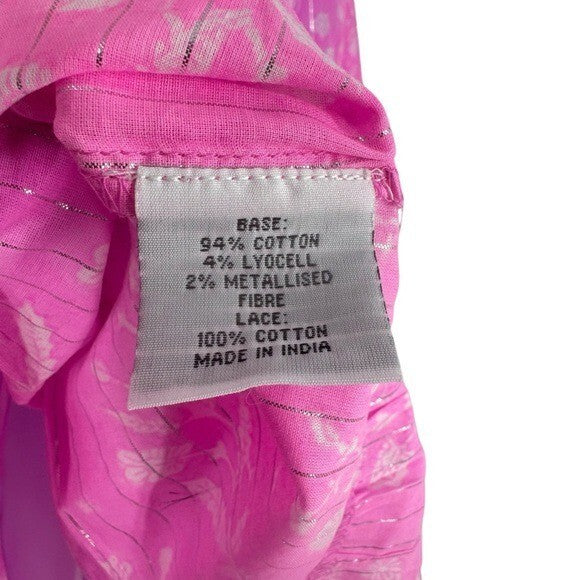 BASE:
94% COTTON
4% LYOCELL
2% METALLISED
FIBRE
LACE:
100% COTTON
MADE IN INDIA